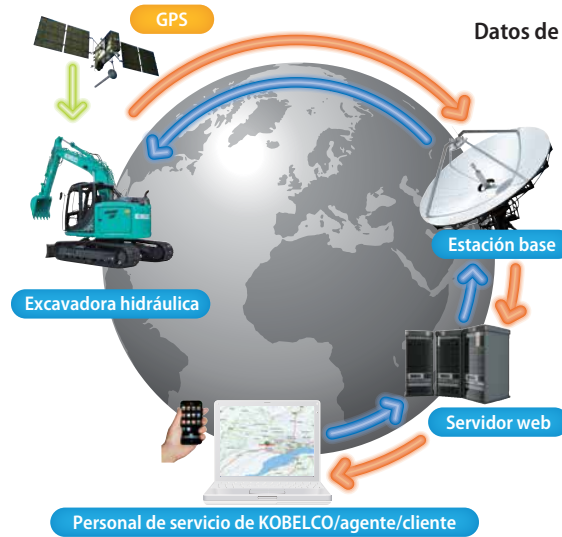 GPS
Datos de
Estación base
Excavadora hidráulica
Servidor web
Personal de servicio de KOBELCO/agente/cliente